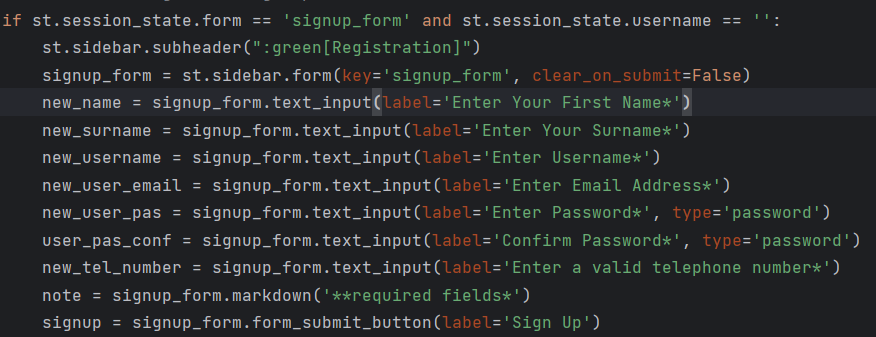 if st.session_state.form == 'signup_form' and st.session_state.username == '':
    st.sidebar.subheader(":green[Registration]")
    signup_form = st.sidebar.form(key='signup_form', clear_on_submit=False)
    new_name = signup_form.text_input(label='Enter Your First Name*')
    new_surname = signup_form.text_input(label='Enter Your Surname*')
    new_username = signup_form.text_input(label='Enter Username*')
    new_user_email = signup_form.text_input(label='Enter Email Address*')
    new_user_pas = signup_form.text_input(label='Enter Password*', type='password')
    user_pas_conf = signup_form.text_input(label='Confirm Password*', type='password')
    new_tel_number = signup_form.text_input(label='Enter a valid telephone number*')
    note = signup_form.markdown('**required fields*')
    signup = signup_form.form_submit_button(label='Sign Up')